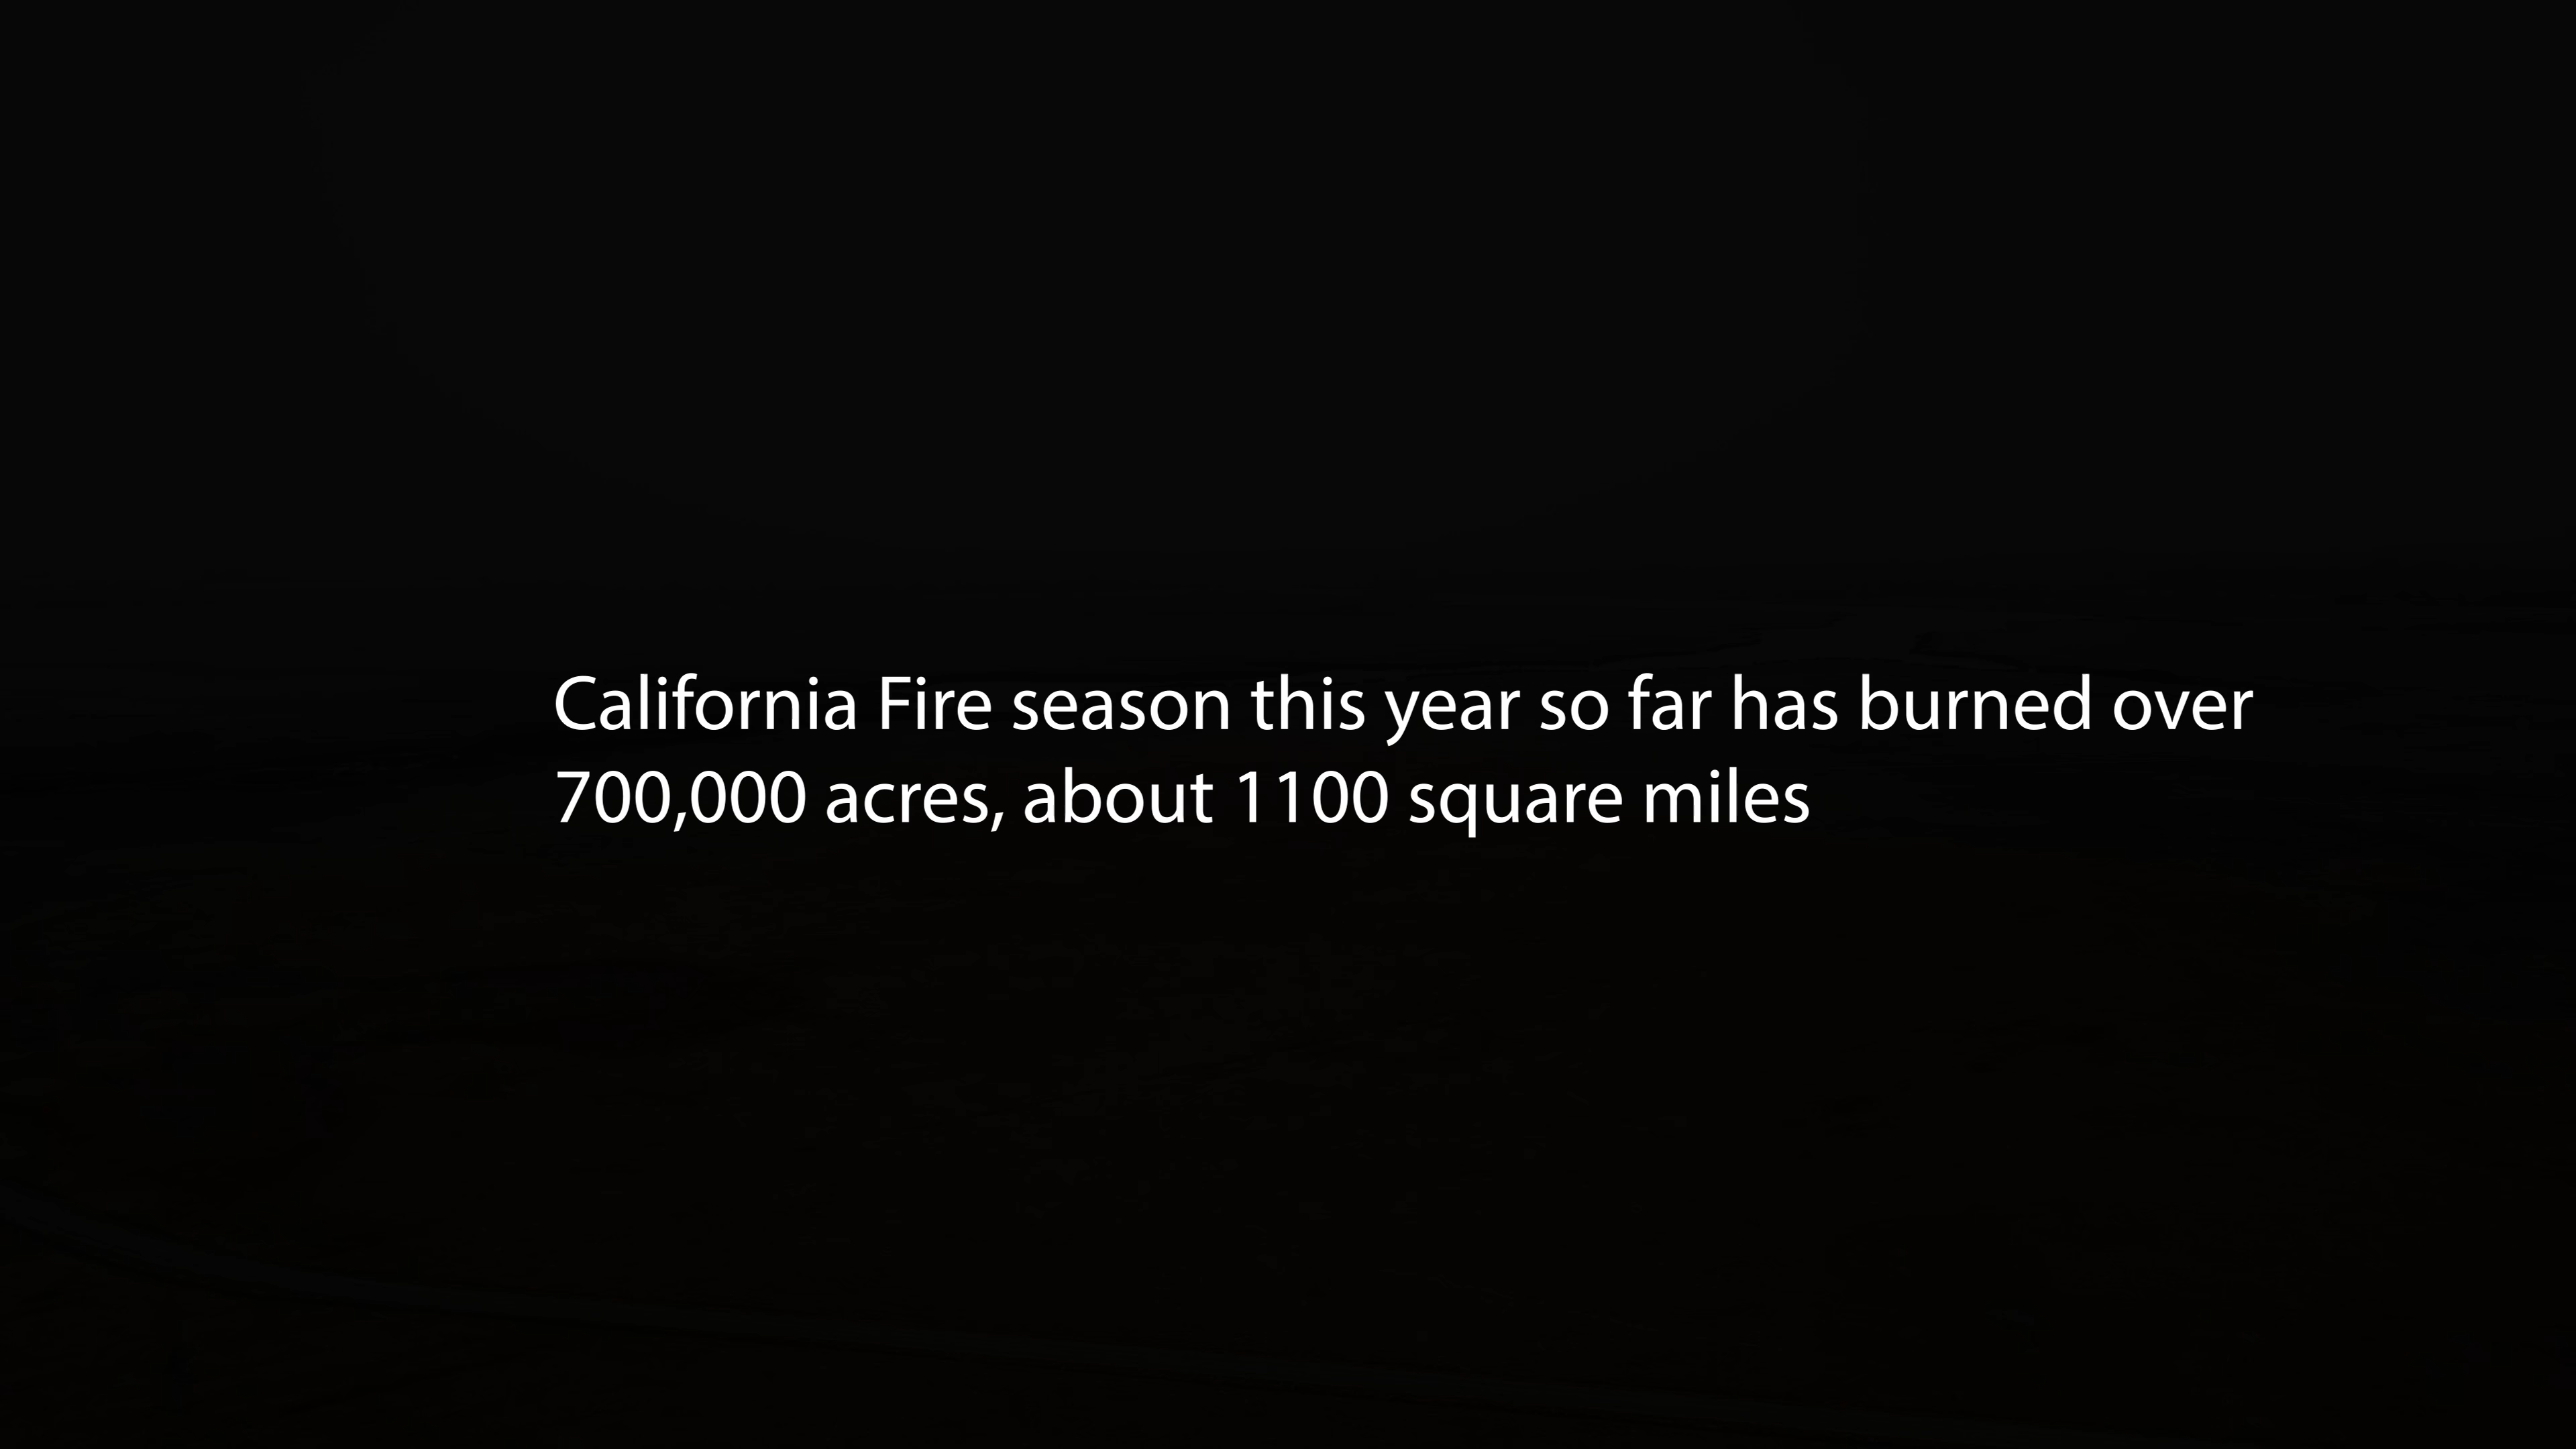 California Fire season this year so far has burned over
700,000 acres, about 1100 square miles